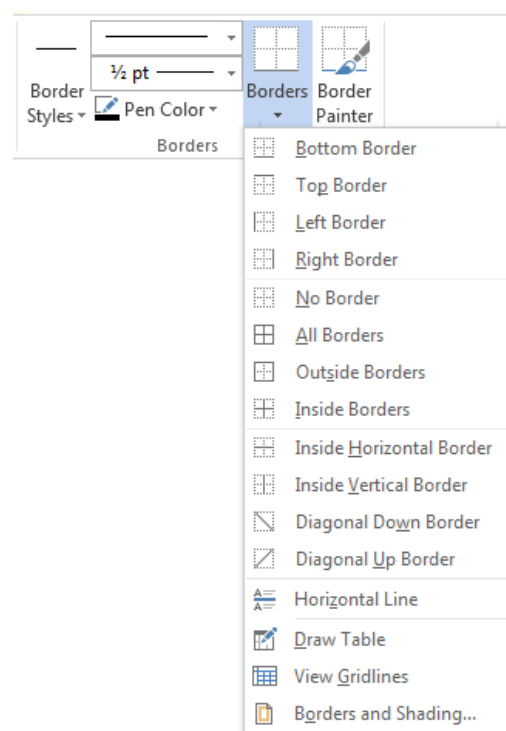 ½ pt
Border
Styles
Pen Color
Borders
Border
Painter
Borders
Bottom Border
Top Border
Left Border
Right Border
No Border
All Borders
Outside Borders
Inside Borders
Inside Horizontal Border
Inside Vertical Border
Diagonal Down Border
Diagonal Up Border
Horizontal Line
Draw Table
View Gridlines
Borders and Shading...